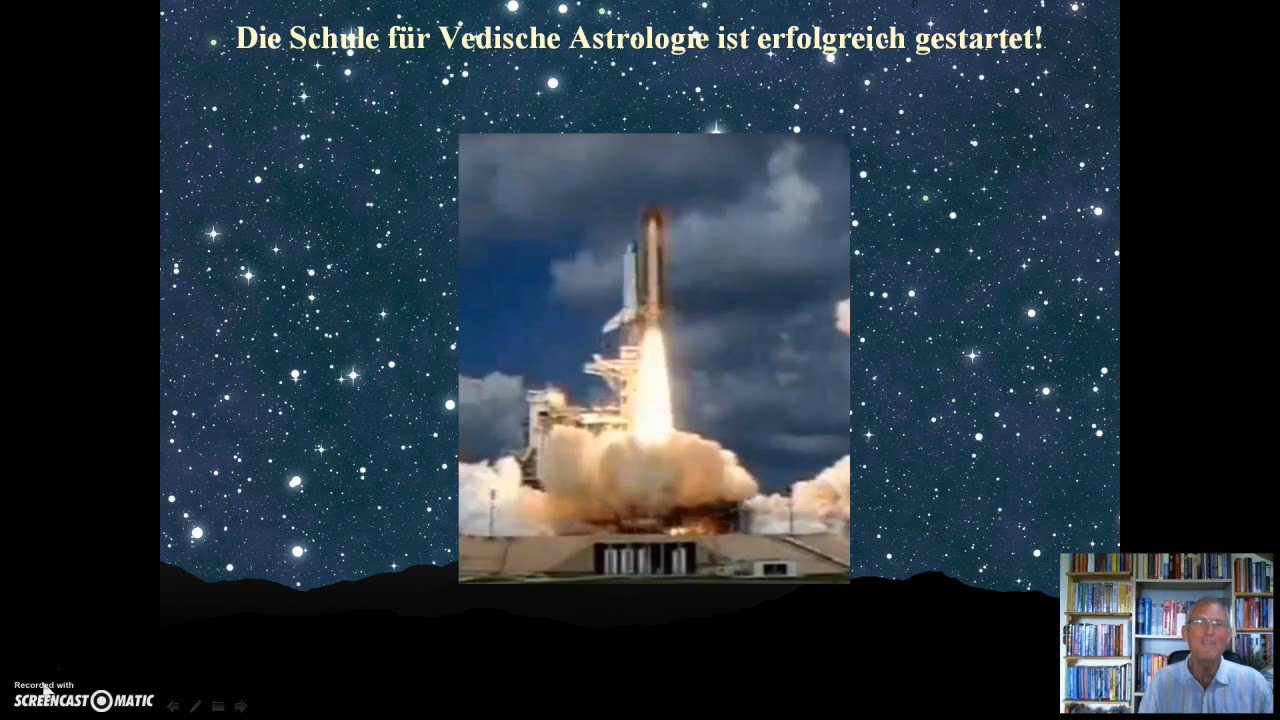 Die Schule für Vedische Astrologie ist erfolgreich gestartet!
Recorded with
SCREENCAST MATIC